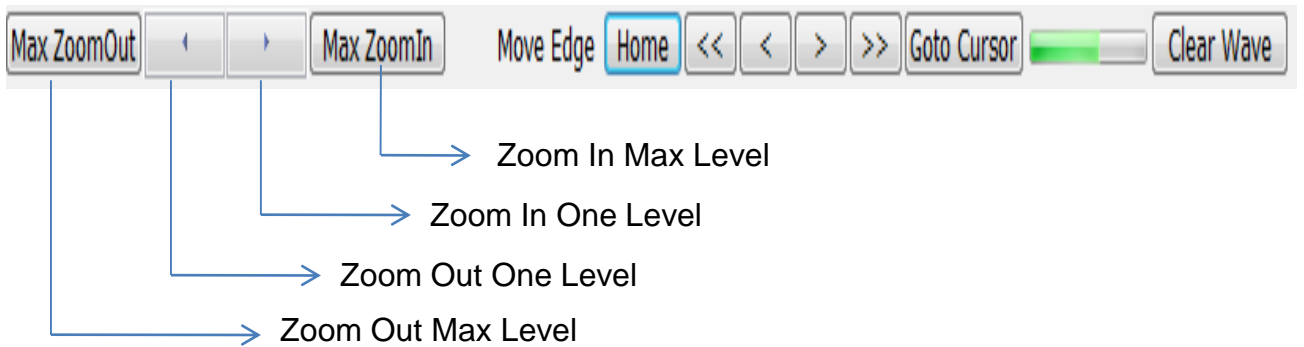 Max ZoomOut Max ZoomIn Move Edge Home << < > >> Goto Cursor Clear Wave
Zoom In Max Level
Zoom In One Level
Zoom Out One Level
Zoom Out Max Level